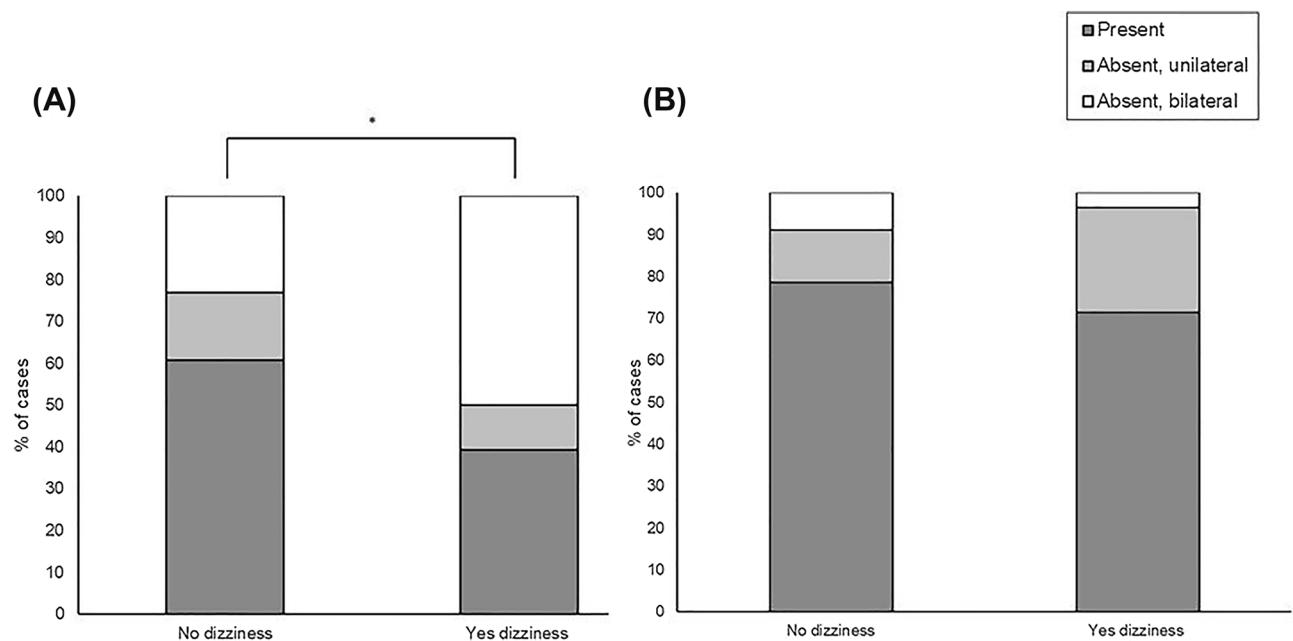 Present
Absent, unilateral
Absent, bilateral
(A)
*
100
90
80
70
60
50
40
30
20
10
0
% of cases
No dizziness
Yes dizziness
(B)
100
90
80
70
60
50
40
30
20
10
0
% of cases
No dizziness
Yes dizziness